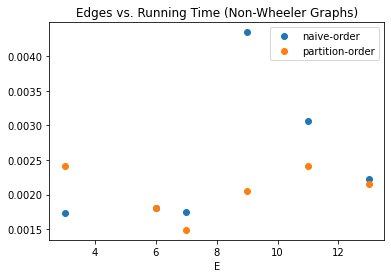 Edges vs. Running Time (Non-Wheeler Graphs)
naive-order
partition-order
0.0040
0.0035
0.0030
0.0025
0.0020
0.0015
4 6 8 10 12
E